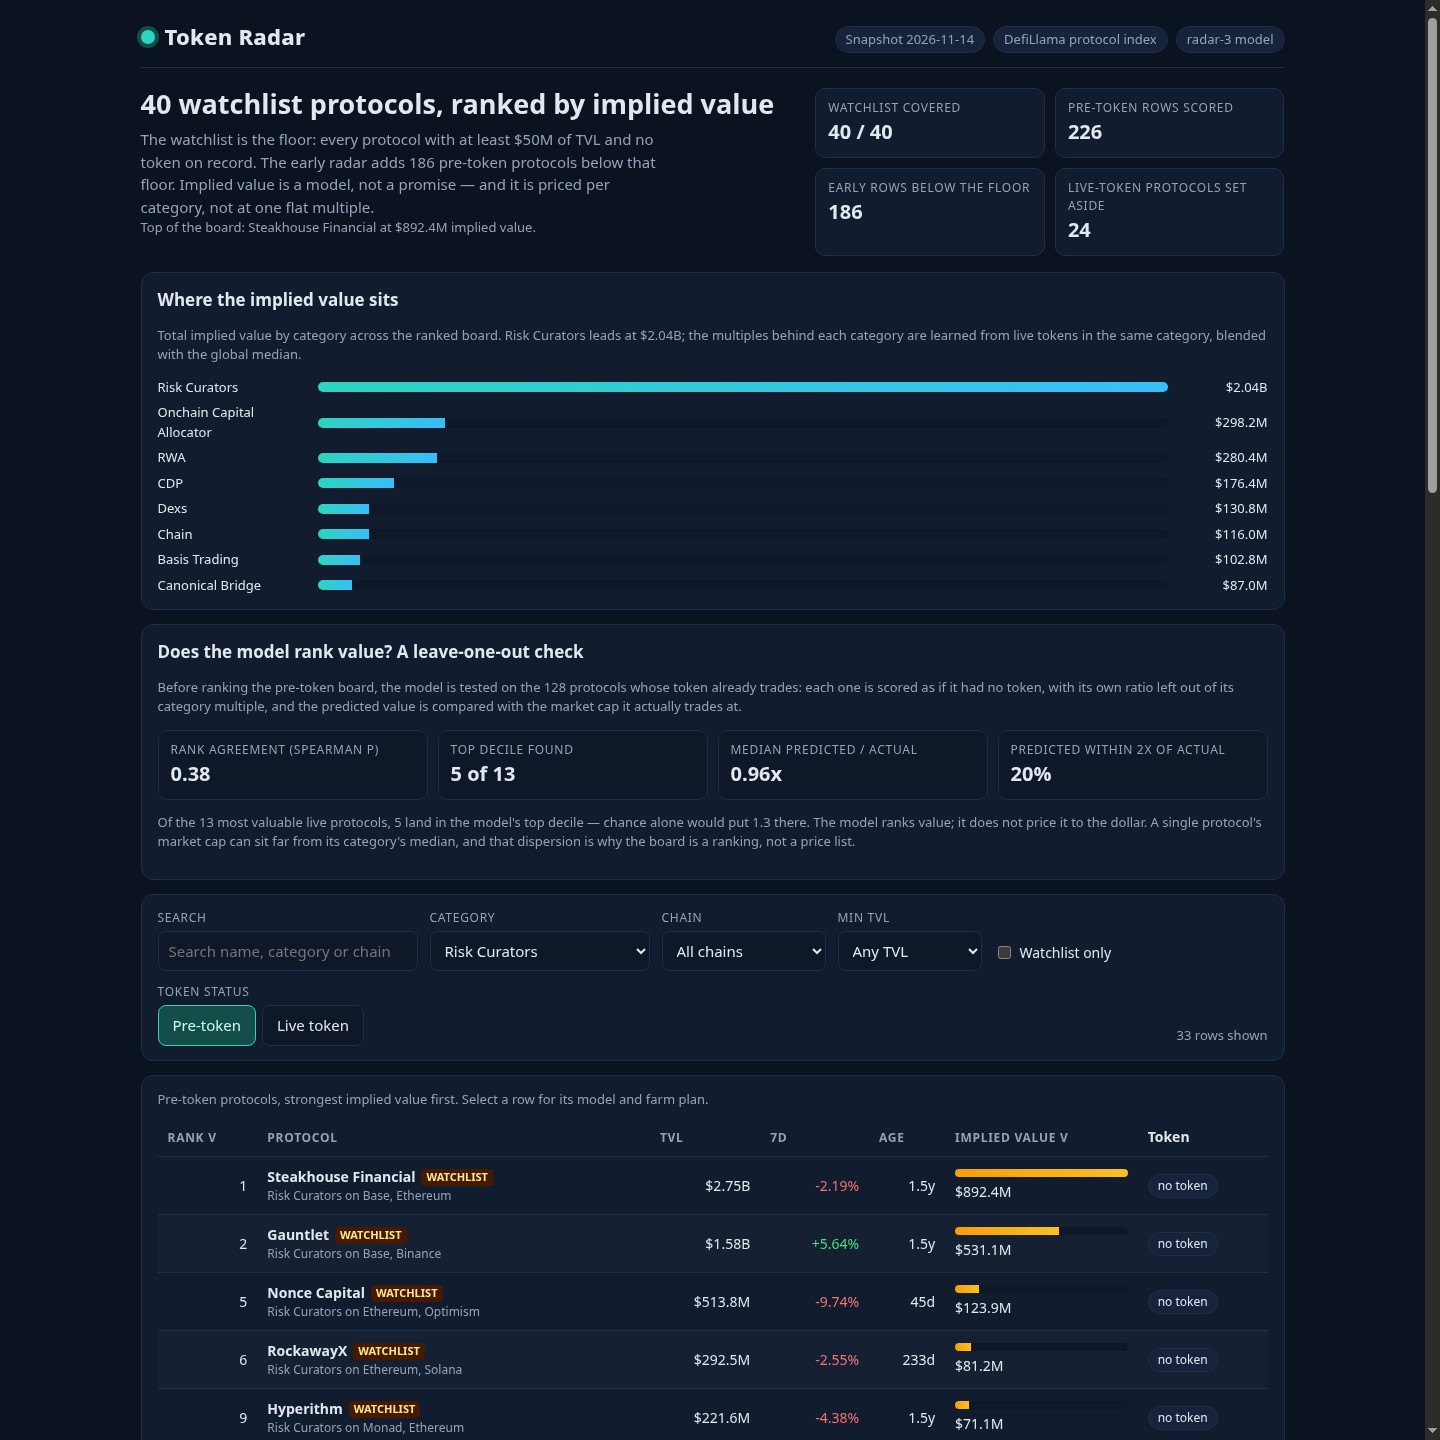 Token Radar
Snapshot 2026-11-14
DefiLlama protocol index
radar-3 model
40 watchlist protocols, ranked by implied value
The watchlist is the floor: every protocol with at least $50M of TVL and no
token on record. The early radar adds 186 pre-token protocols below that
floor. Implied value is a model, not a promise — and it is priced per
category, not at one flat multiple.
Top of the board: Steakhouse Financial at $892.4M implied value.
WATCHLIST COVERED
40 / 40
PRE-TOKEN ROWS SCORED
226
EARLY ROWS BELOW THE FLOOR
186
LIVE-TOKEN PROTOCOLS SET
ASIDE
24
Where the implied value sits
Total implied value by category across the ranked board. Risk Curators leads at $2.04B; the multiples behind each category are learned from live tokens in the same category, blended
with the global median.
Risk Curators $2.04B
Onchain Capital
Allocator $298.2M
RWA $280.4M
CDP $176.4M
Dexs $130.8M
Chain $116.0M
Basis Trading $102.8M
Canonical Bridge $87.0M
Does the model rank value? A leave-one-out check
Before ranking the pre-token board, the model is tested on the 128 protocols whose token already trades: each one is scored as if it had no token, with its own ratio left out of its
category multiple, and the predicted value is compared with the market cap it actually trades at.
RANK AGREEMENT (SPEARMAN Ρ)
0.38
TOP DECILE FOUND
5 of 13
MEDIAN PREDICTED / ACTUAL
0.96x
PREDICTED WITHIN 2X OF ACTUAL
20%
Of the 13 most valuable live protocols, 5 land in the model's top decile — chance alone would put 1.3 there. The model ranks value; it does not price it to the dollar. A single protocol's
market cap can sit far from its category's median, and that dispersion is why the board is a ranking, not a price list.
SEARCH
Search name, category or chain
CATEGORY
Risk Curators
CHAIN
All chains
MIN TVL
Any TVL
Watchlist only
TOKEN STATUS
Pre-token
Live token
33 rows shown
Pre-token protocols, strongest implied value first. Select a row for its model and farm plan.
RANK V PROTOCOL TVL 7D AGE IMPLIED VALUE V Token
1 Steakhouse Financial WATCHLIST $2.75B -2.19% 1.5y $892.4M no token
Risk Curators on Base, Ethereum
2 Gauntlet WATCHLIST $1.58B +5.64% 1.5y $531.1M no token
Risk Curators on Base, Binance
5 Nonce Capital WATCHLIST $513.8M -9.74% 45d $123.9M no token
Risk Curators on Ethereum, Optimism
6 RockawayX WATCHLIST $292.5M -2.55% 233d $81.2M no token
Risk Curators on Ethereum, Solana
9 Hyperithm WATCHLIST $221.6M -4.38% 1.5y $71.1M no token
Risk Curators on Monad, Ethereum